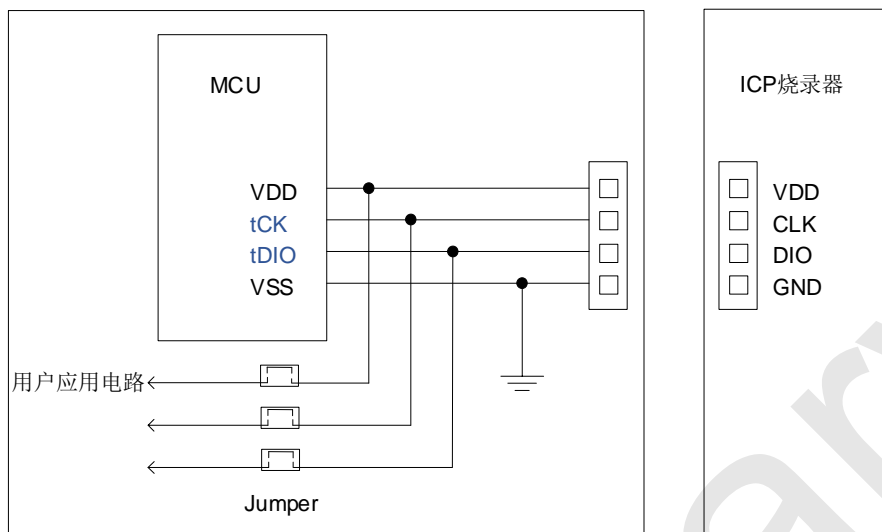 MCU
ICP烧录器
VDD
tCK
tDIO
VSS
VDD
CLK
DIO
GND
用户应用电路
Jumper